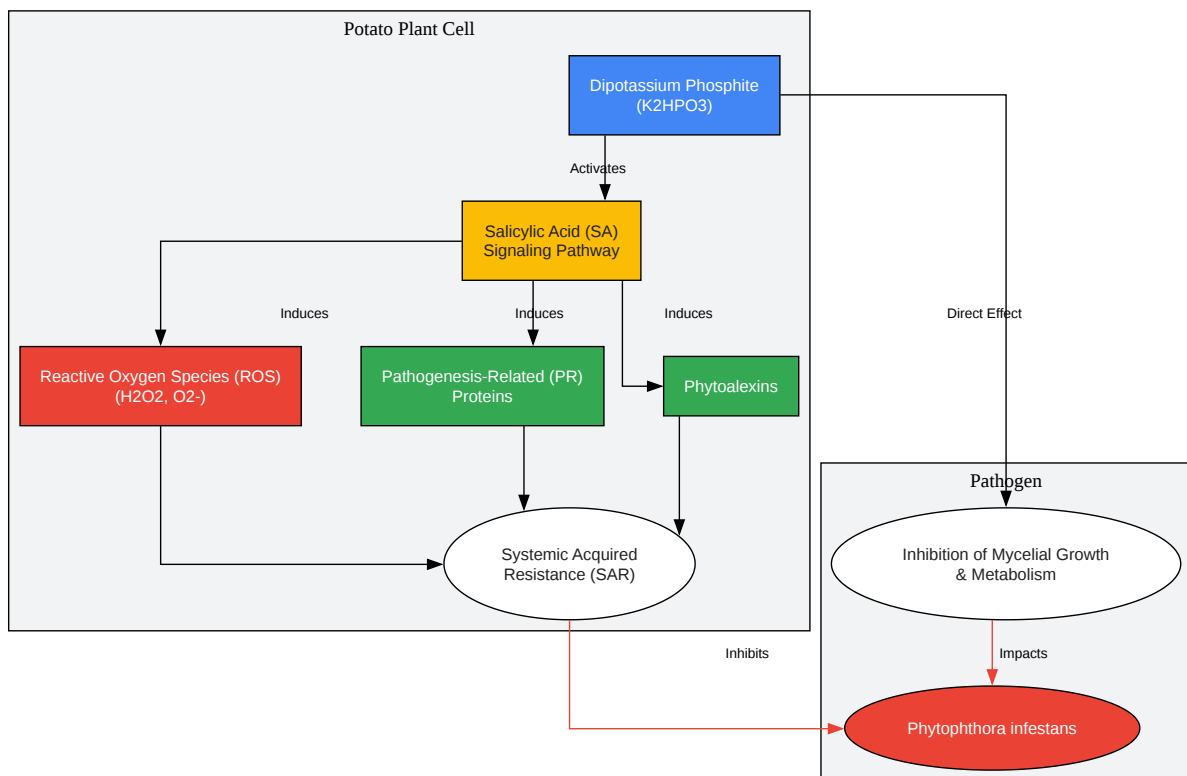 Potato Plant Cell
Dipotassium Phosphite
(K2HPO3)
Activates
Salicylic Acid (SA)
Signaling Pathway
Induces
Induces
Induces
Direct Effect
Reactive Oxygen Species (ROS)
(H2O2, O2-)
Pathogenesis-Related (PR)
Proteins
Phytoalexins
Pathogen
Systemic Acquired
Resistance (SAR)
Inhibition of Mycelial Growth
& Metabolism
Inhibits
Impacts
Phytophthora infestans